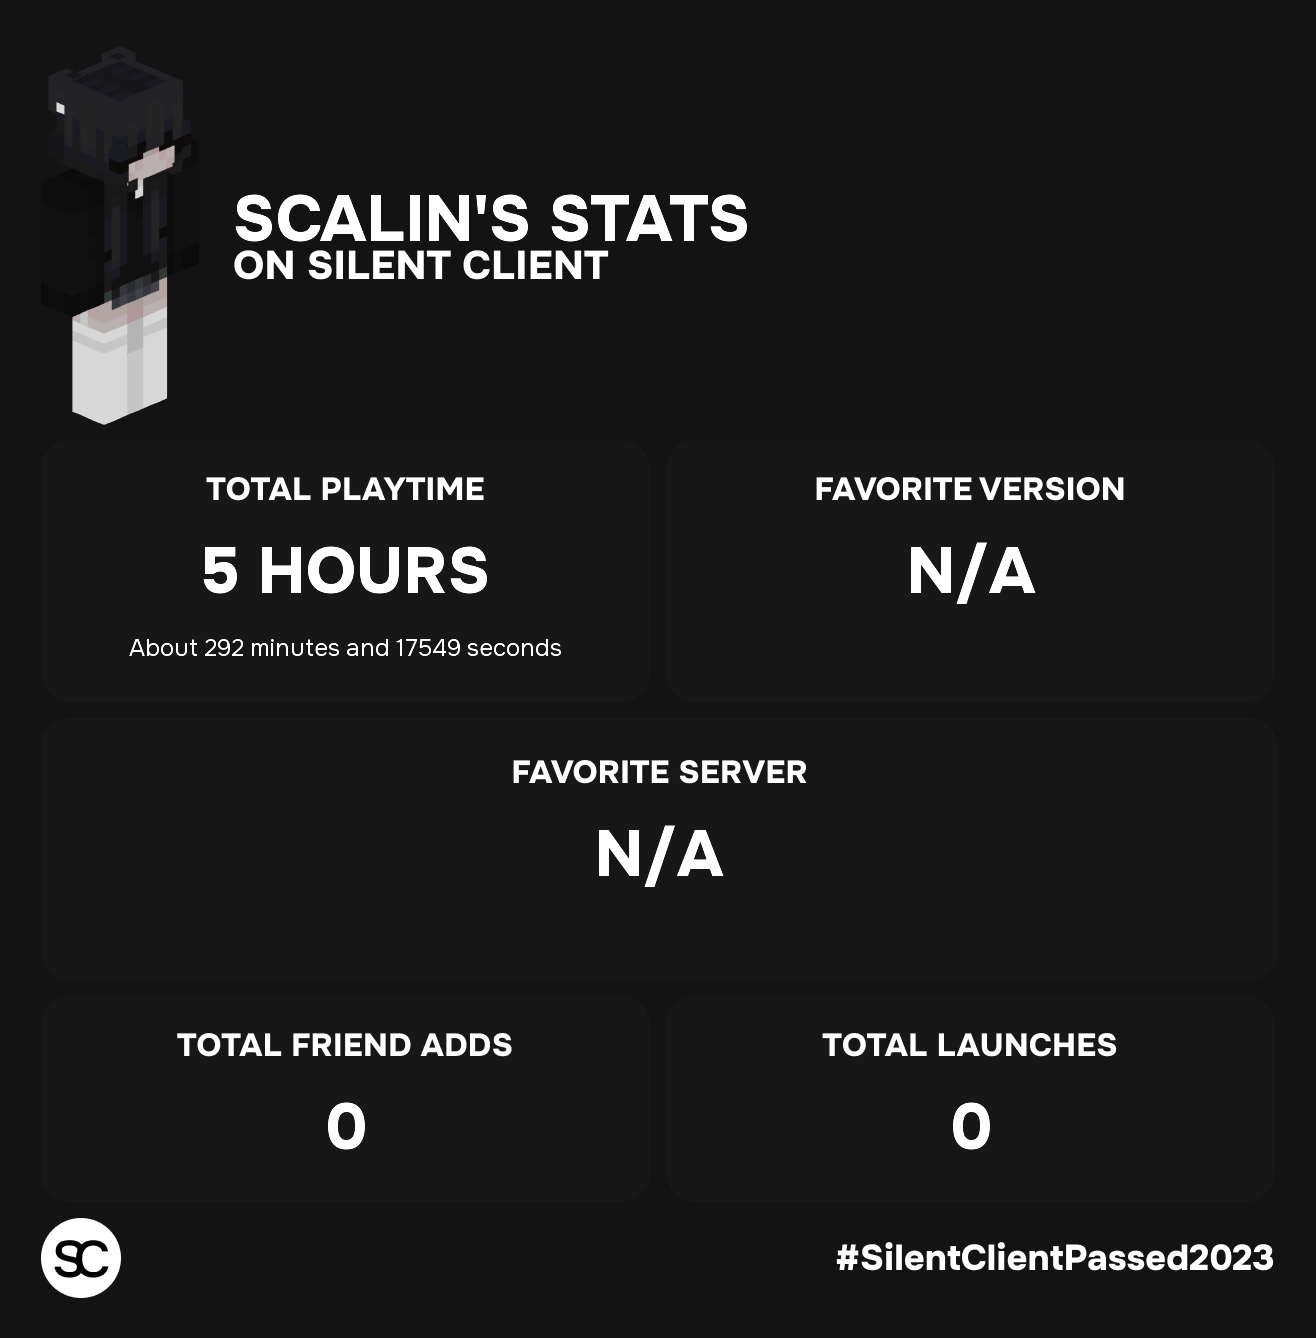 SCALIN'S STATS
ON SILENT CLIENT
TOTAL PLAYTIME
5 HOURS
About 292 minutes and 17549 seconds
FAVORITE VERSION
N/A
FAVORITE SERVER
N/A
TOTAL FRIEND ADDS
0
TOTAL LAUNCHES
0
SC
#SilentClientPassed2023